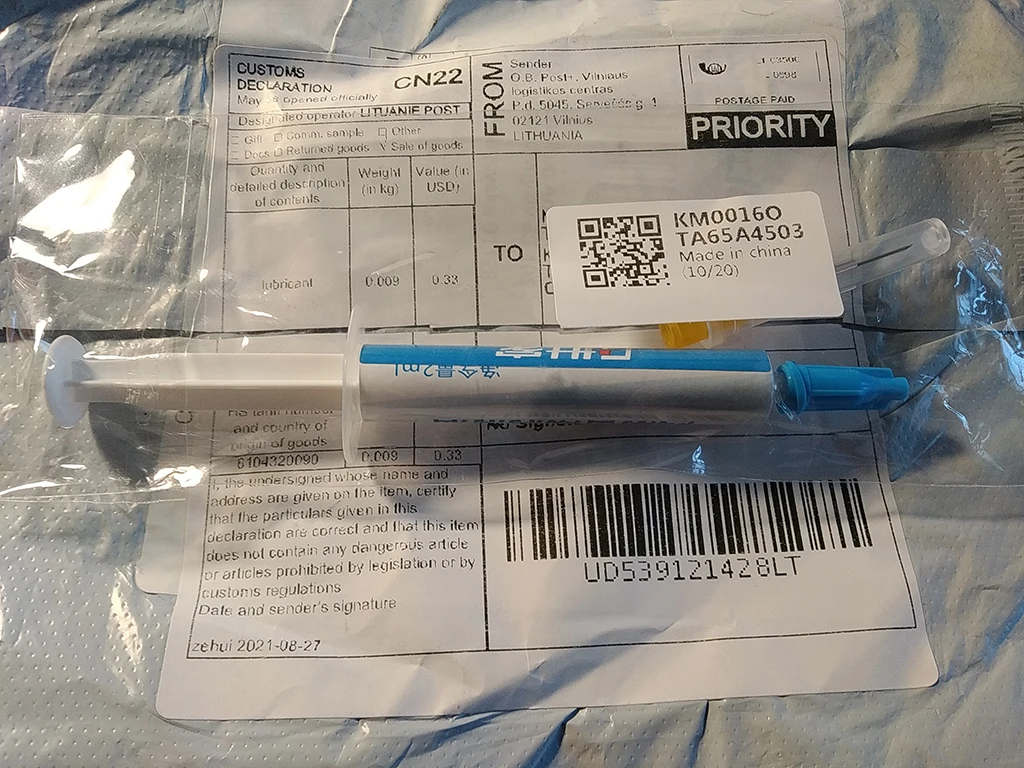 CUSTOMS
DECLARATION
CN22
May be opened officially
Designated operator LITUANIE POST
Gift Comm. sample Other
Docs Returned goods Sale of goods
Quantity and
detailed description
of contents
Weight
(in kg)
Value (in
USD)
lubricant 0.009 0.33
FROM
Sender
O.B. Post, Vilniaus
logistikos centras
P.d. 5045,
02121 Vilnius
LITHUANIA
POSTAGE PAID
PRIORITY
TO
KM0016O
TA65A4503
Made in china
(10/20)
净含量2ml
and country of
origin of goods
6104320090 0.009 0.33
I, the undersigned whose name and
address are given on the item, certify
that the particulars given in this
declaration are correct and that this item
does not contain any dangerous article
or articles prohibited by legislation or by
customs regulations
Date and sender's signature
zehui 2021-08-27
UD539121428LT